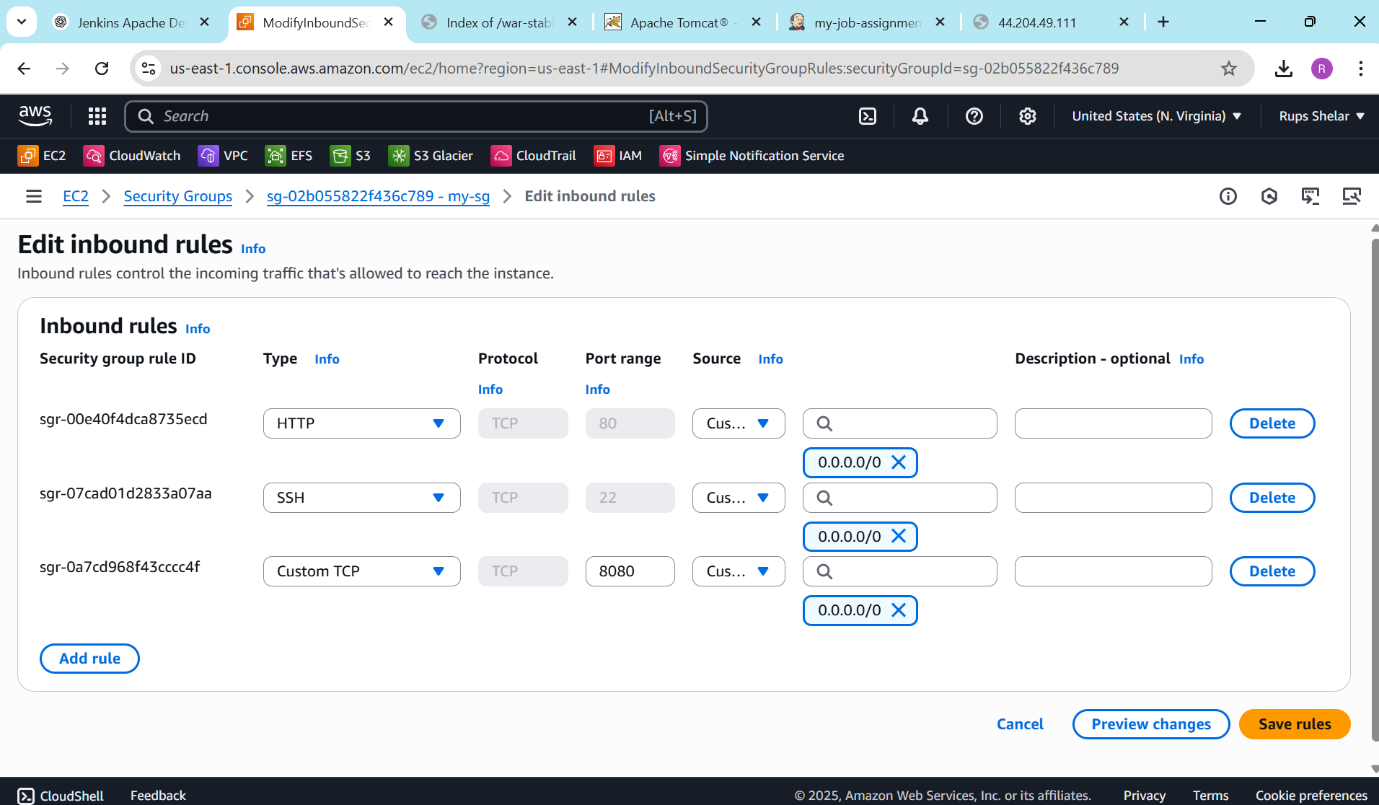 Jenkins Apache De
ModifyInboundSec
Index of /war-stab
Apache Tomcat® -
my-job-assignmen
44.204.49.111
us-east-1.console.aws.amazon.com/ec2/home?region=us-east-1#ModifyInboundSecurityGroupRules:securityGroupId=sg-02b055822f436c789
R
aws
Search
[Alt+S]
United States (N. Virginia)
Rups Shelar
EC2
CloudWatch
VPC
EFS
S3
S3 Glacier
CloudTrail
IAM
Simple Notification Service
EC2 > Security Groups > sg-02b055822f436c789 - my-sg > Edit inbound rules
Edit inbound rules Info
Inbound rules control the incoming traffic that's allowed to reach the instance.
Inbound rules Info
Security group rule ID
Type Info
Protocol
Info
Port range
Info
Source Info
Description - optional Info
sgr-00e40f4dca8735ecd
HTTP
TCP
80
Cus...
0.0.0.0/0
Delete
sgr-07cad01d2833a07aa
SSH
TCP
22
Cus...
0.0.0.0/0
Delete
sgr-0a7cd968f43cccc4f
Custom TCP
TCP
8080
Cus...
0.0.0.0/0
Delete
Add rule
Cancel
Preview changes
Save rules
CloudShell
Feedback
© 2025, Amazon Web Services, Inc. or its affiliates.
Privacy
Terms
Cookie preferences